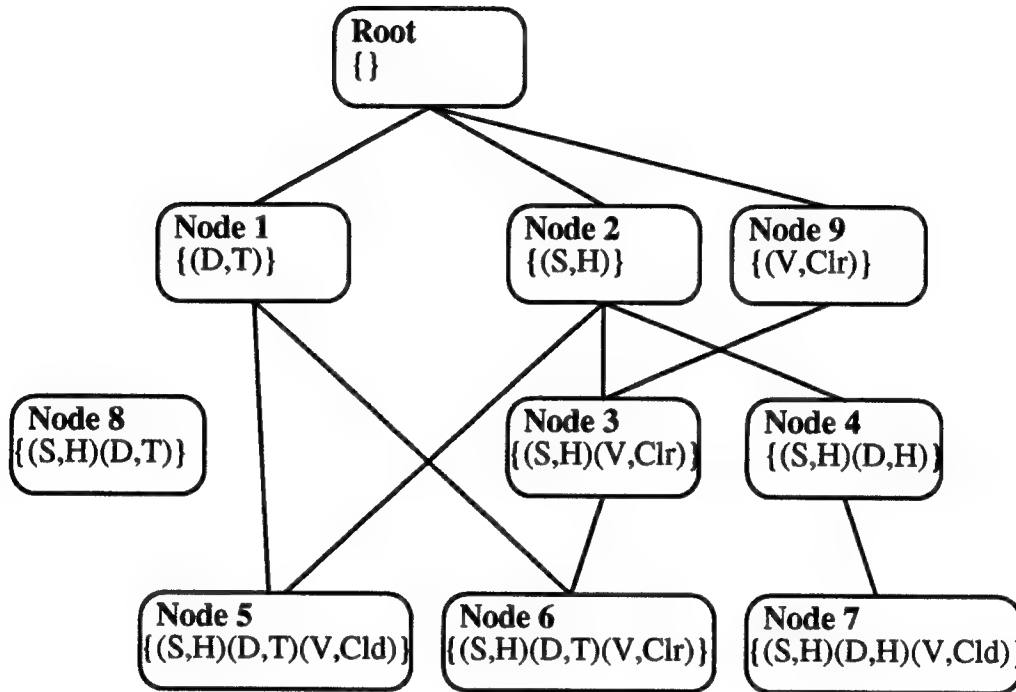 Root
{}
Node 1
{(D,T)}
Node 2
{(S,H)}
Node 9
{(V,Clr)}
Node 8
{(S,H)(D,T)}
Node 3
{(S,H)(V,Clr)}
Node 4
{(S,H)(D,H)}
Node 5
{(S,H)(D,T)(V,Cld)}
Node 6
{(S,H)(D,T)(V,Clr)}
Node 7
{(S,H)(D,H)(V,Cld)}